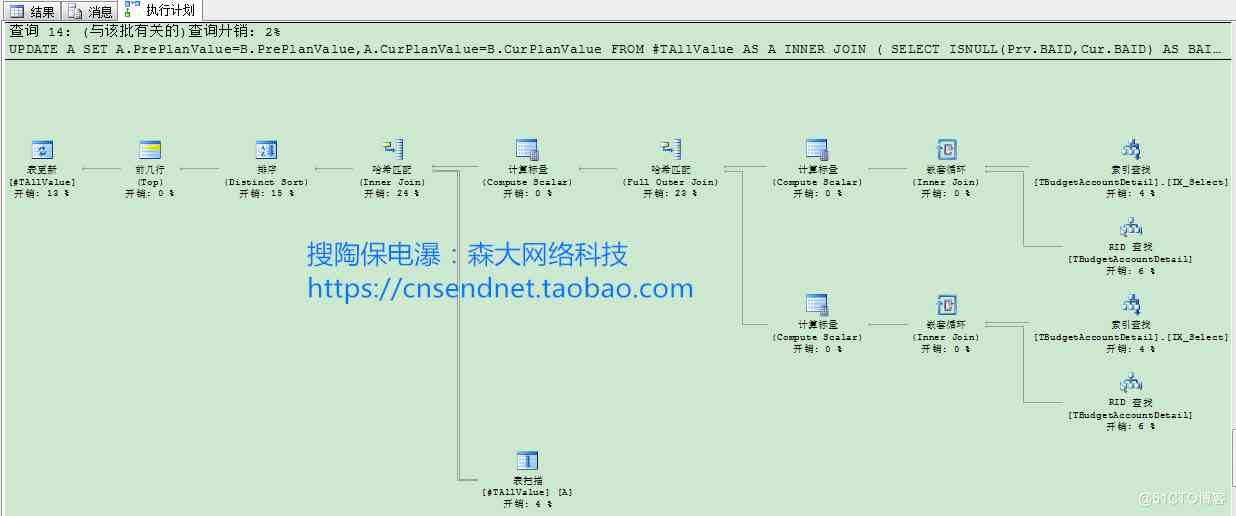 结果 消息 执行计划
查询 14: (与该批有关的)查询开销: 2%
UPDATE A SET A.PrePlanValue=B.PrePlanValue,A.CurPlanValue=B.CurPlanValue FROM #TAllValue AS A INNER JOIN ( SELECT ISNULL(Prv.BAID,Cur.BAID) AS BAI…
表更新
[#TAllValue]
开销: 13 %
前几行
(Top)
开销: 0 %
排序
(Distinct Sort)
开销: 15 %
哈希匹配
(Inner Join)
开销: 24 %
计算标量
(Compute Scalar)
开销: 0 %
哈希匹配
(Full Outer Join)
开销: 23 %
计算标量
(Compute Scalar)
开销: 0 %
嵌套循环
(Inner Join)
开销: 0 %
索引查找
[TBudgetAccountDetail].[IX_Select]
开销: 4 %
RID 查找
[TBudgetAccountDetail]
开销: 6 %
搜陶保电瀑：森大网络科技
https://cnsendnet.taobao.com
计算标量
(Compute Scalar)
开销: 0 %
嵌套循环
(Inner Join)
开销: 0 %
索引查找
[TBudgetAccountDetail].[IX_Select]
开销: 4 %
RID 查找
[TBudgetAccountDetail]
开销: 6 %
表扫描
[#TAllValue] [A]
开销: 4 %
@51CTO博客